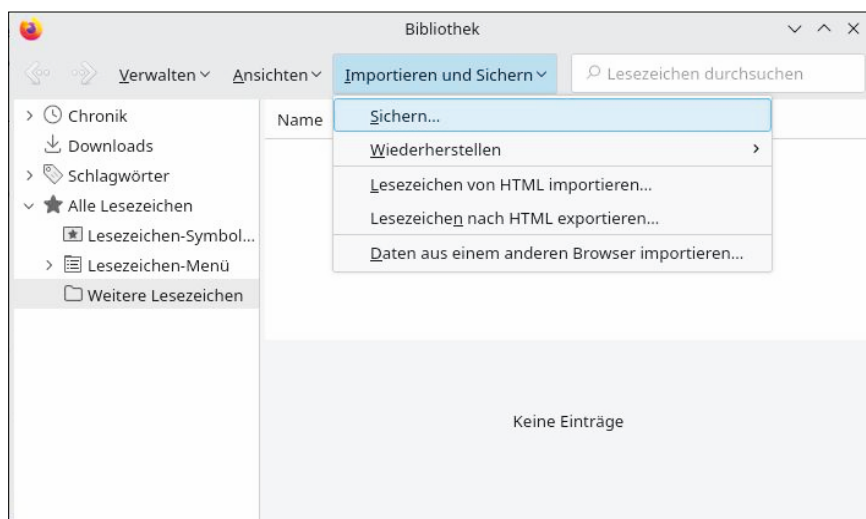 Bibliothek
Verwalten Ansichten Importieren und Sichern Lesezeichen durchsuchen
Chronik
Downloads
Schlagwörter
Alle Lesezeichen
Lesezeichen-Symbol...
Lesezeichen-Menü
Weitere Lesezeichen
Name
Sichern...
Wiederherstellen
Lesezeichen von HTML importieren...
Lesezeichen nach HTML exportieren...
Daten aus einem anderen Browser importieren...
Keine Einträge